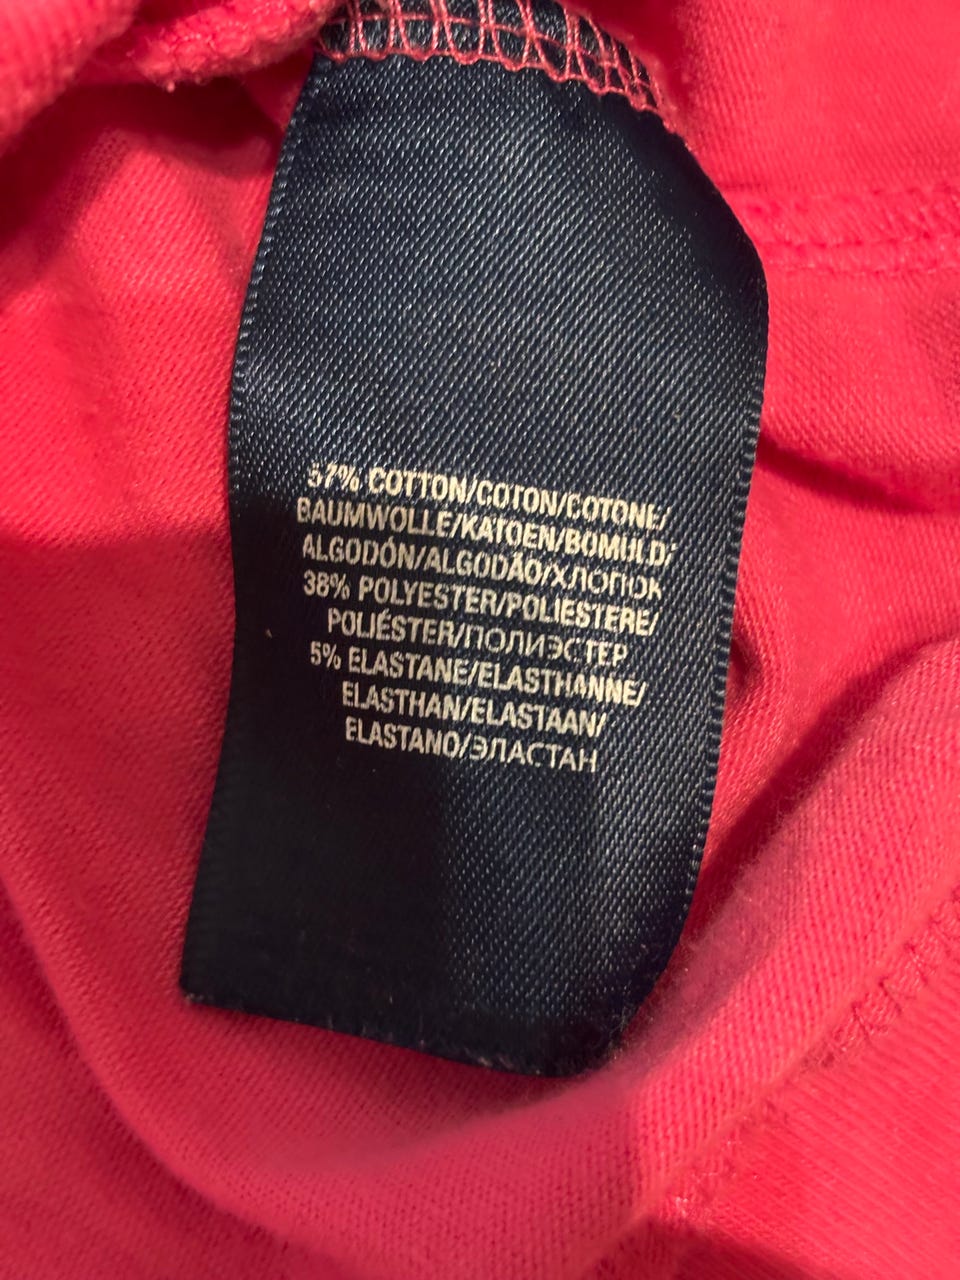 57% COTTON/COTON/COTONE/
BAUMWOLLE/KATOEN/BOMULD/
ALGODÓN/ALGODÃO/ХЛОПОК
38% POLYESTER/POLIESTERE/
POLIÉSTER/ПОЛИЭСТЕР
5% ELASTANE/ELASTHANNE/
ELASTHAN/ELASTAAN/
ELASTANO/ЭЛАСТАН